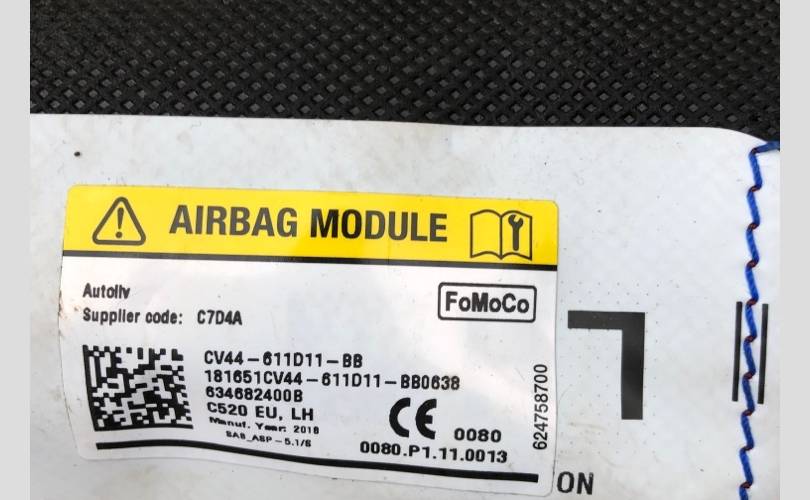 AIRBAG MODULE
Autoliv
Supplier code: C7D4A
FoMoCo
CV44-611D11-BB
181651CV44-611D11-BB0638
634682400B
C520 EU, LH
Manuf. Year: 2018
SAB_ASP-5.1/6
CE 0080
0080.P1.11.0013
624758700
ON